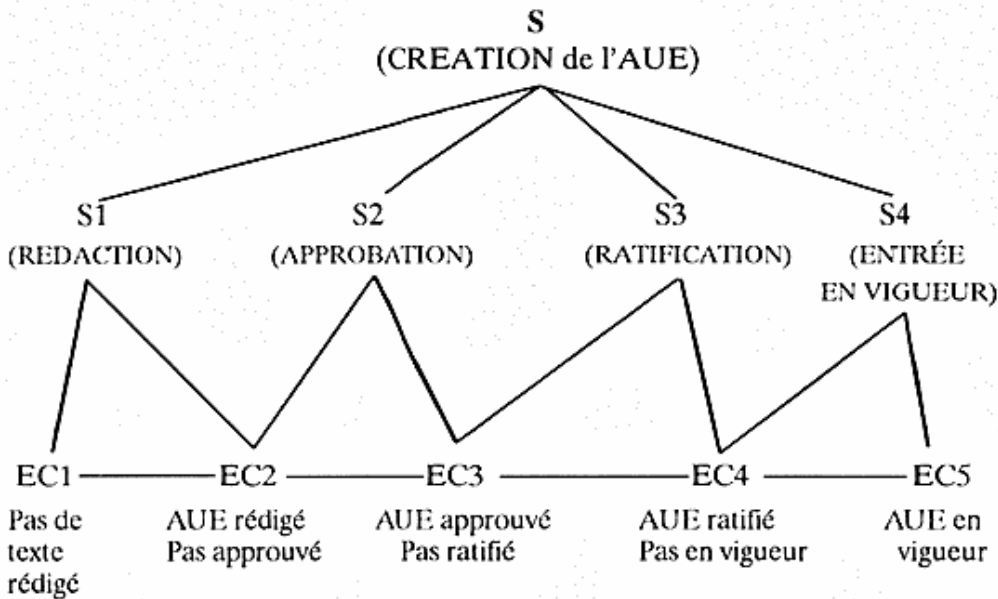 S
(CREATION de l'AUE)
S1 S2 S3 S4
(REDACTION) (APPROBATION) (RATIFICATION) (ENTRÉE
EN VIGUEUR)
EC1 EC2 EC3 EC4 EC5
Pas de AUE rédigé AUE approuvé AUE ratifié AUE en
texte Pas approuvé Pas ratifié Pas en vigueur vigueur
rédigé